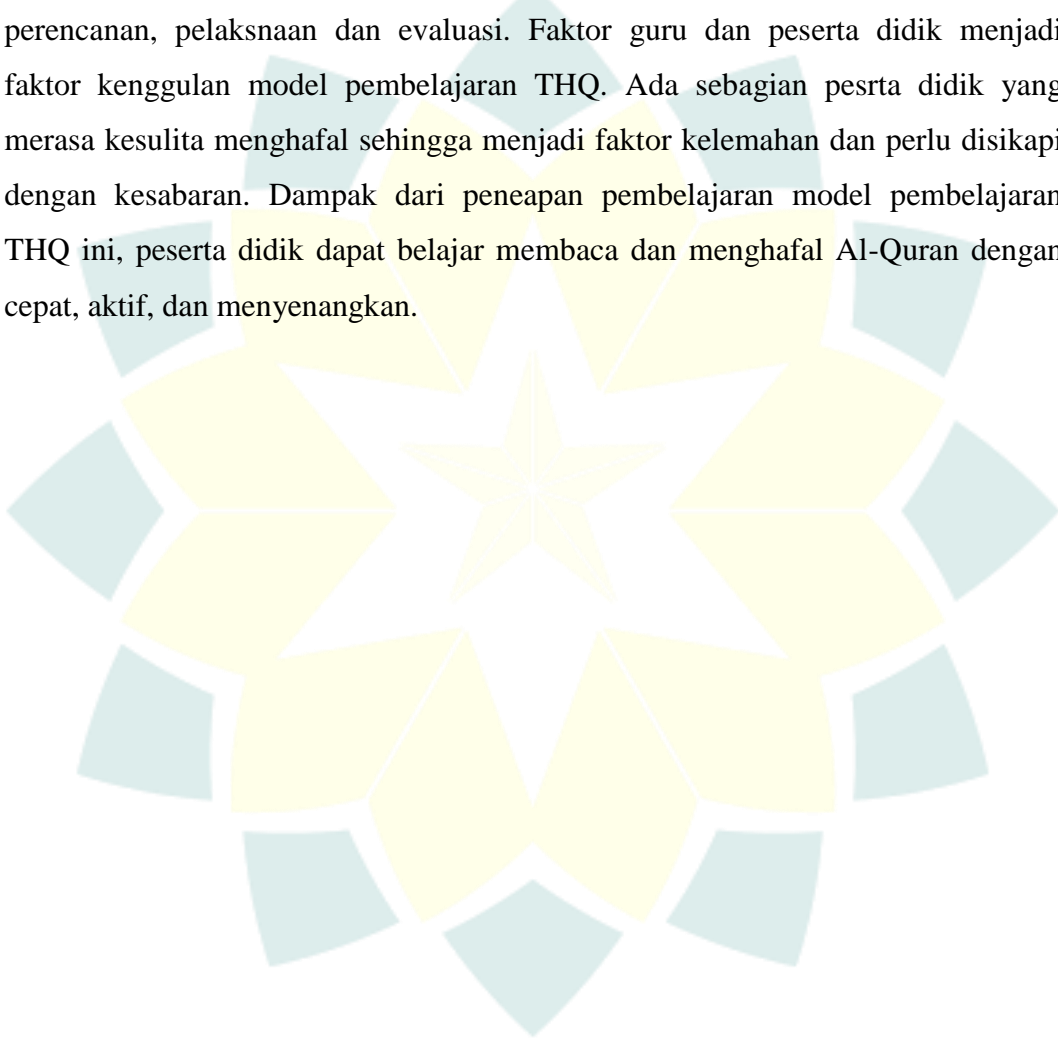 perencanan, pelaksnaan dan evaluasi. Faktor guru dan peserta didik menjadi
faktor kenggulan model pembelajaran THQ. Ada sebagian pesrta didik yang
merasa kesulita menghafal sehingga menjadi faktor kelemahan dan perlu disikapi
dengan kesabaran. Dampak dari peneapan pembelajaran model pembelajaran
THQ ini, peserta didik dapat belajar membaca dan menghafal Al-Quran dengan
cepat, aktif, dan menyenangkan.